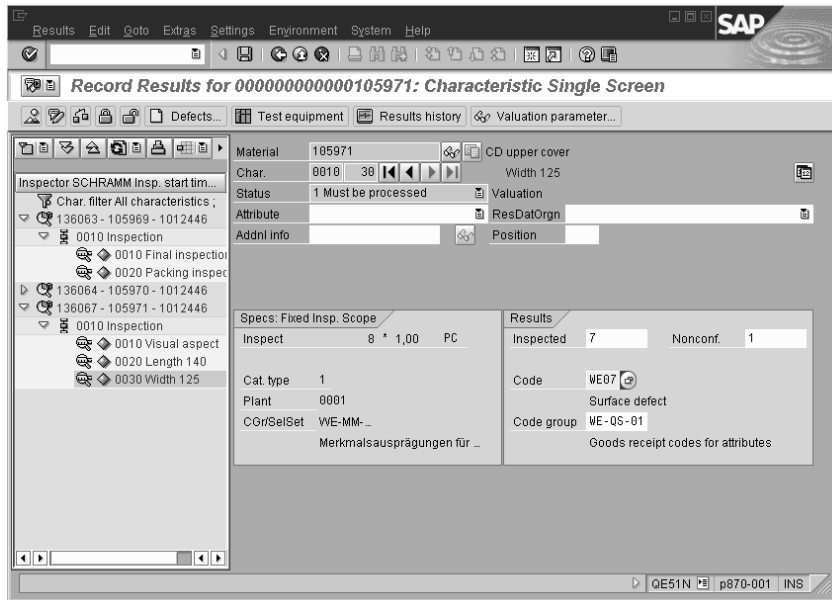 Results Edit Goto Extras Settings Environment System Help
SAP
Record Results for 000000000000105971: Characteristic Single Screen
Defects... Test equipment Results history Valuation parameter...
Inspector SCHRAMM Insp. start tim...
Char. filter All characteristics ;
136063 - 105969 - 1012446
0010 Inspection
0010 Final inspection
0020 Packing inspec
136064 - 105970 - 1012446
136067 - 105971 - 1012446
0010 Inspection
0010 Visual aspect
0020 Length 140
0030 Width 125
Material 105971 CD upper cover
Char. 0010 30 Width 125
Status 1 Must be processed Valuation
Attribute ResDatOrgn
Addnl info Position
Specs: Fixed Insp. Scope
Inspect 8 * 1,00 PC
Cat. type 1
Plant 0001
CGr/SelSet WE-MM-...
Merkmalsausprägungen für ...
Results
Inspected 7 Nonconf. 1
Code WE07
Surface defect
Code group WE-QS-01
Goods receipt codes for attributes
QE51N p870-001 INS